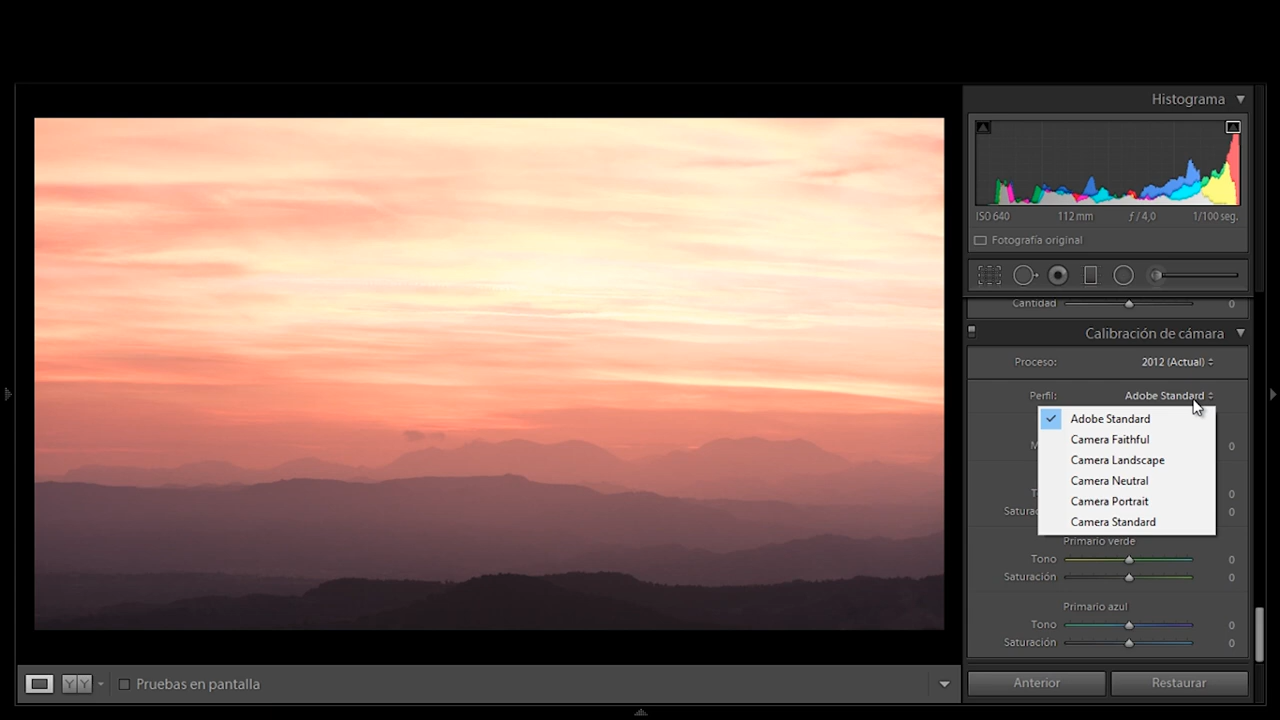 Histograma
ISO 640 112 mm ƒ / 4,0 1/100 seg.
Fotografía original
Cantidad 0
Calibración de cámara
Proceso: 2012 (Actual)
Perfil: Adobe Standard
Adobe Standard
Camera Faithful
Camera Landscape
0
Camera Neutral
0
Camera Portrait
0
Camera Standard
Primario verde
Tono 0
Saturación 0
Primario azul
Tono 0
Saturación 0
YY Pruebas en pantalla
Anterior Restaurar